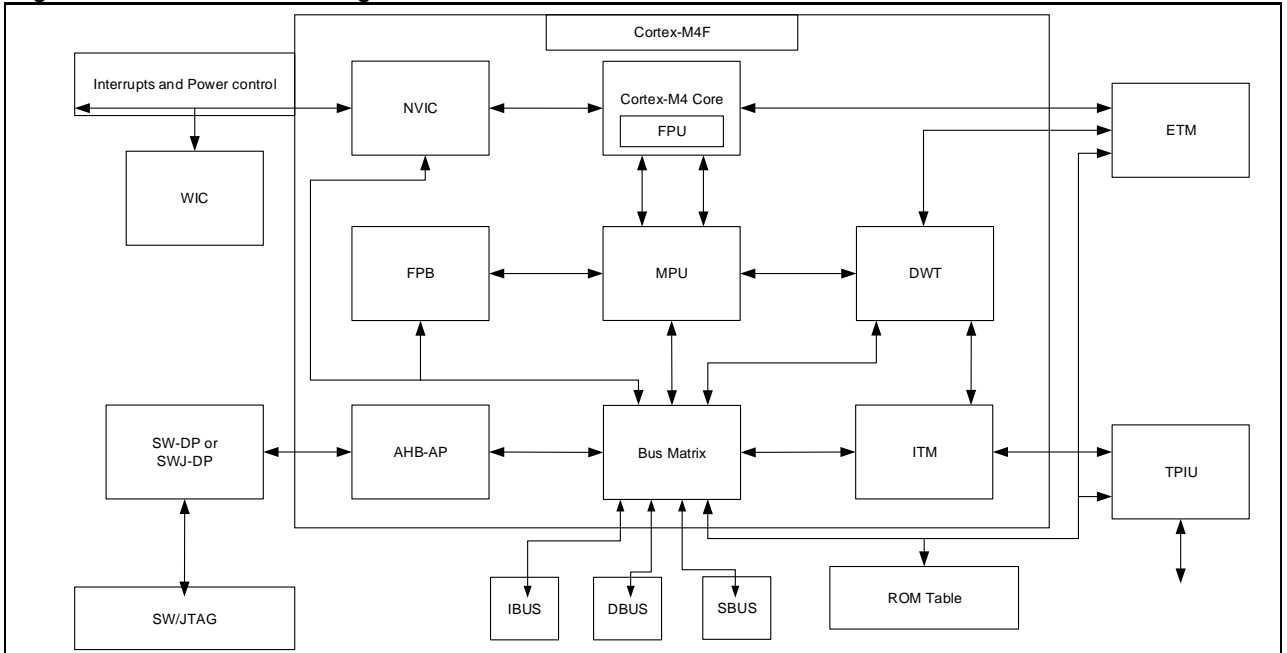 Cortex-M4F
Interrupts and Power control
NVIC
Cortex-M4 Core
FPU
ETM
WIC
FPB
MPU
DWT
SW-DP or
SWJ-DP
AHB-AP
Bus Matrix
ITM
TPIU
SW/JTAG
IBUS
DBUS
SBUS
ROM Table